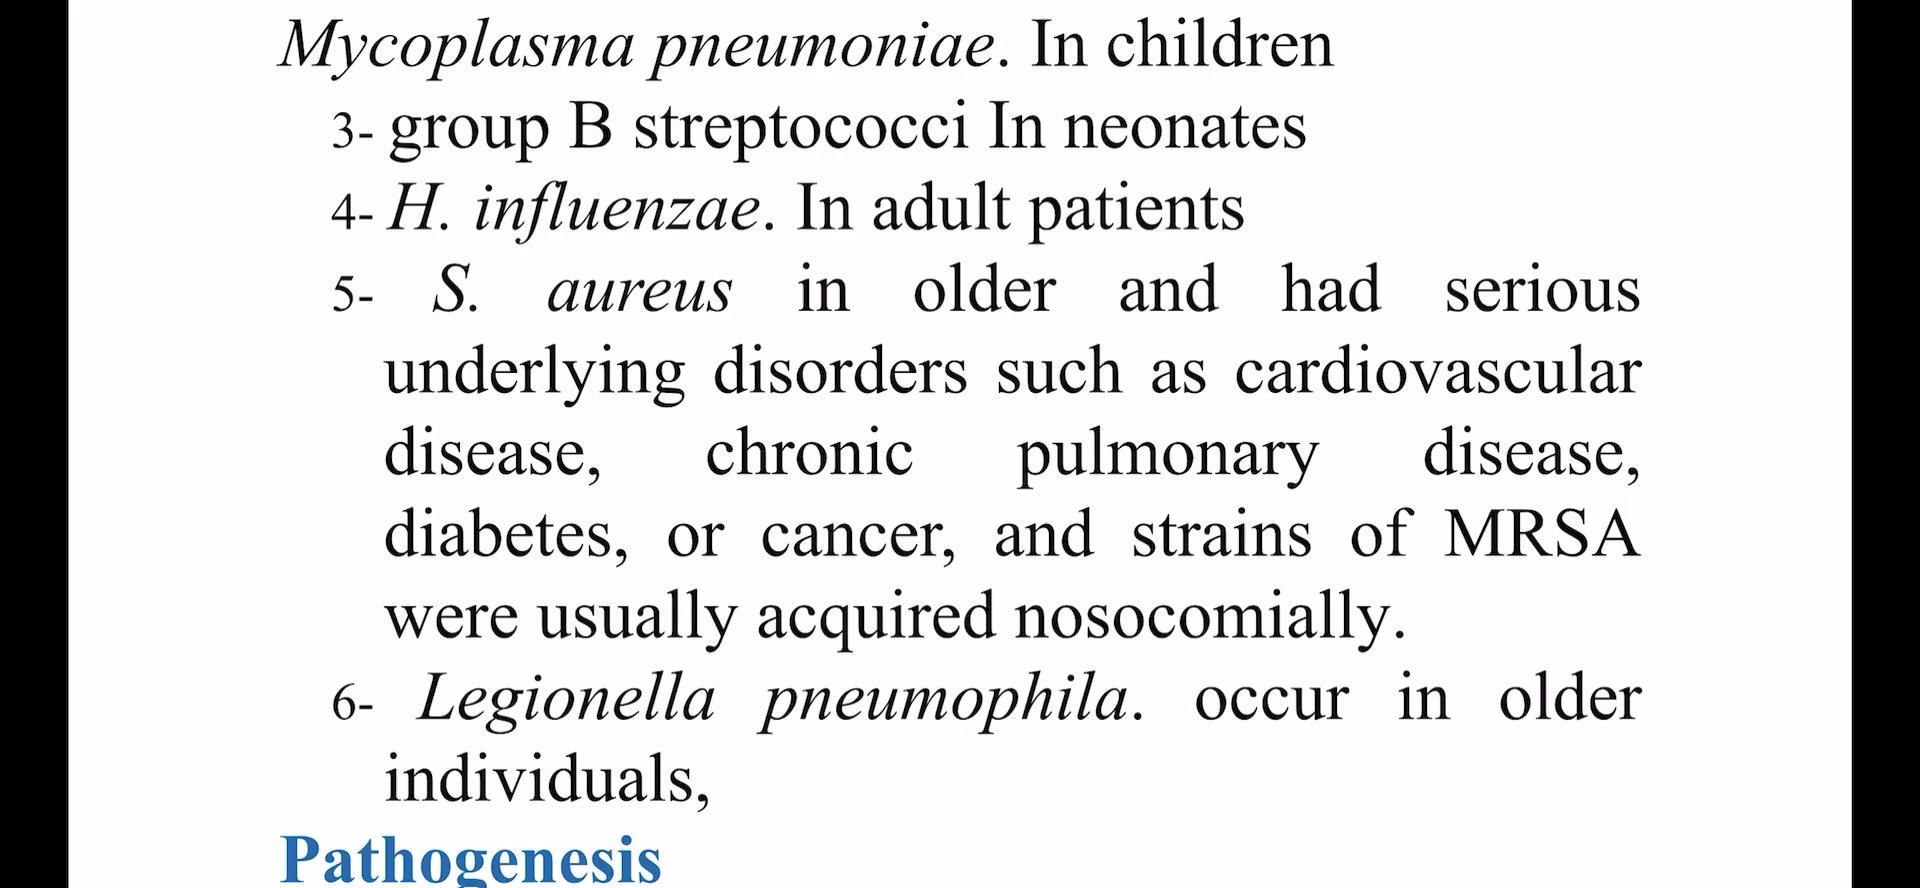 Mycoplasma pneumoniae. In children
3- group B streptococci In neonates
4- H. influenzae. In adult patients
5- S. aureus in older and had serious
underlying disorders such as cardiovascular
disease, chronic pulmonary disease,
diabetes, or cancer, and strains of MRSA
were usually acquired nosocomially.
6- Legionella pneumophila. occur in older
individuals,
Pathogenesis